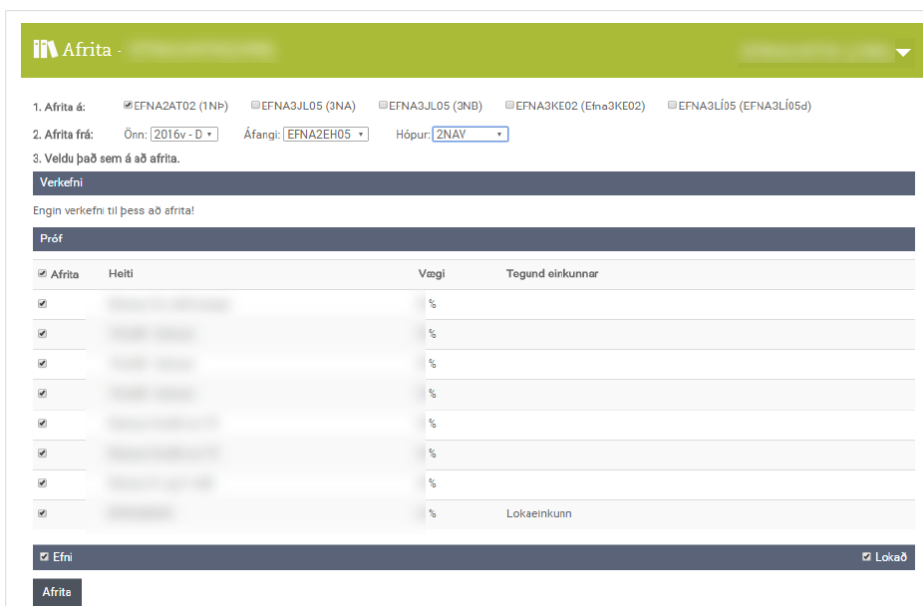 Afrita -
1. Afrita á: EFNA2AT02 (1NÞ) EFNA3JL05 (3NA) EFNA3JL05 (3NB) EFNA3KE02 (Efna3KE02) EFNA3LÍ05 (EFNA3LÍ05d)
2. Afrita frá: Önn: 2016v - D Áfangi: EFNA2EH05 Hópur: 2NAV
3. Veldu það sem á að afrita.
Verkefni
Engin verkefni til þess að afrita!
Próf
Afrita Heiti Vægi Tegund einkunnar
%
%
%
%
%
%
%
% Lokaeinkunn
Efni Lokað
Afrita